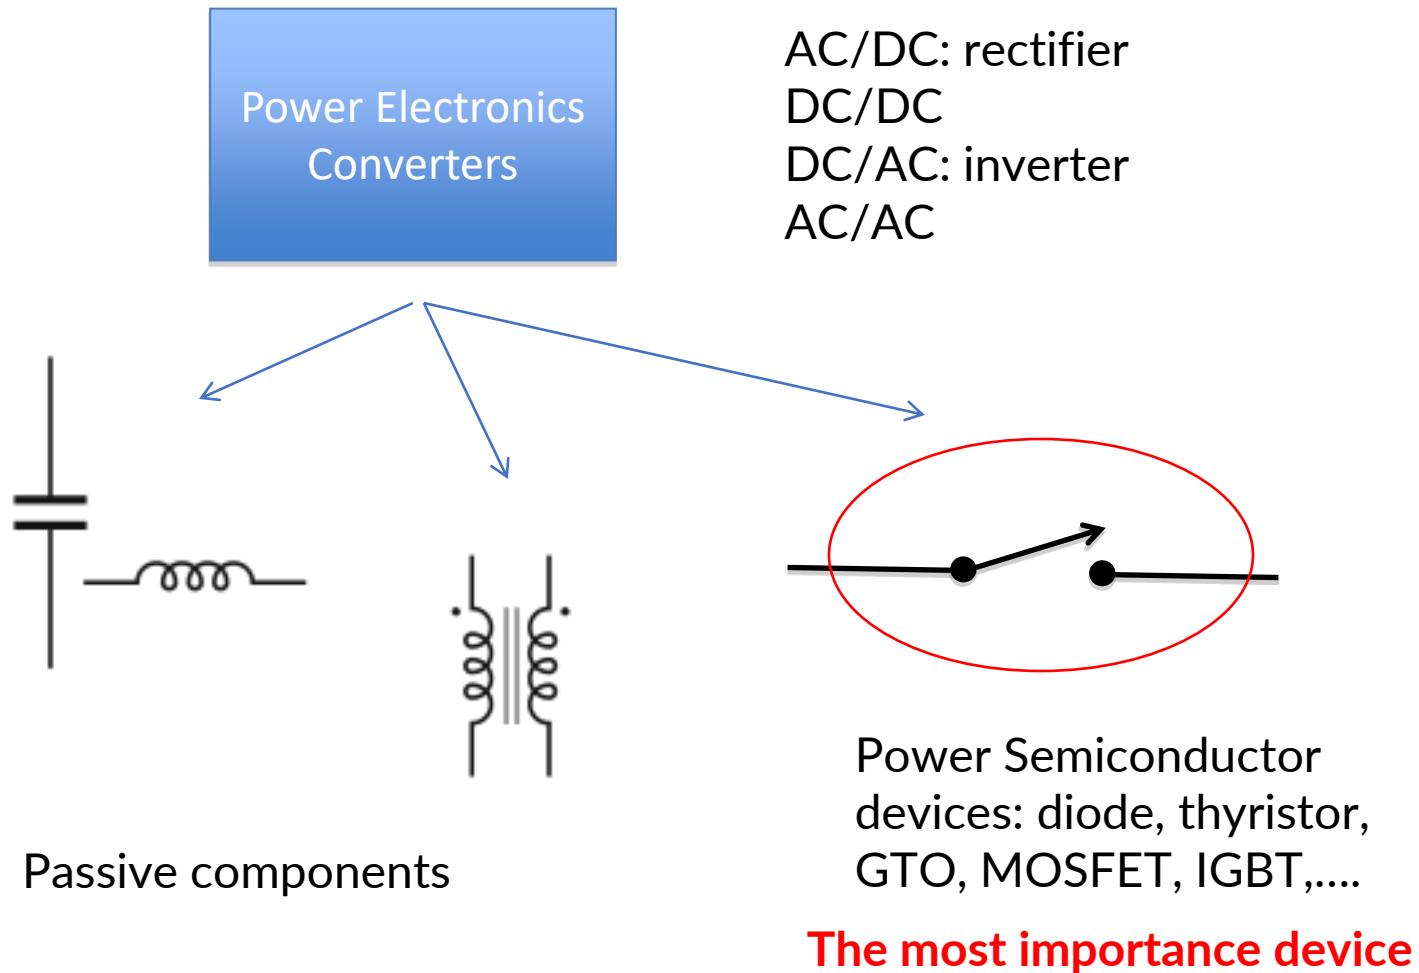 Power Electronics
Converters
AC/DC: rectifier
DC/DC
DC/AC: inverter
AC/AC
Passive components
Power Semiconductor
devices: diode, thyristor,
GTO, MOSFET, IGBT,....
The most importance device